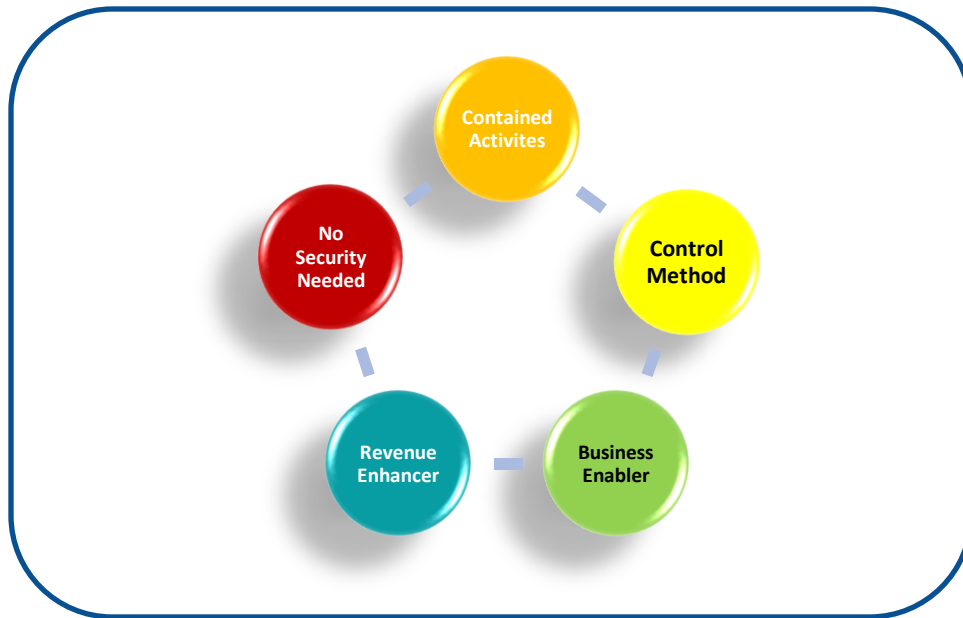 Contained
Activites
Control
Method
Business
Enabler
Revenue
Enhancer
No
Security
Needed